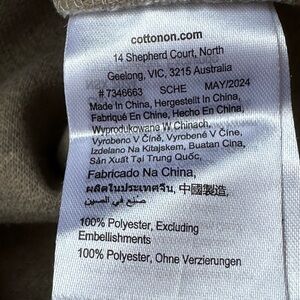 cottonon.com
14 Shepherd Court, North
Geelong, VIC, 3215 Australia
# 7346663 SCHE MAY/2024
Made In China, Hergestellt In China,
Fabriqué En Chine, Hecho En China,
Wyprodukowane W Chinach,
Vyrobeno V Číně, Vyrobené V Číne,
Izdelano Na Kitajskem, Buatan Cina,
Sản Xuất Tại Trung Quốc,
Fabricado Na China,
ผลิตในประเทศจีน, 中國製造,
صنع في الصين
100% Polyester, Excluding
Embellishments
100% Polyester, Ohne Verzierungen